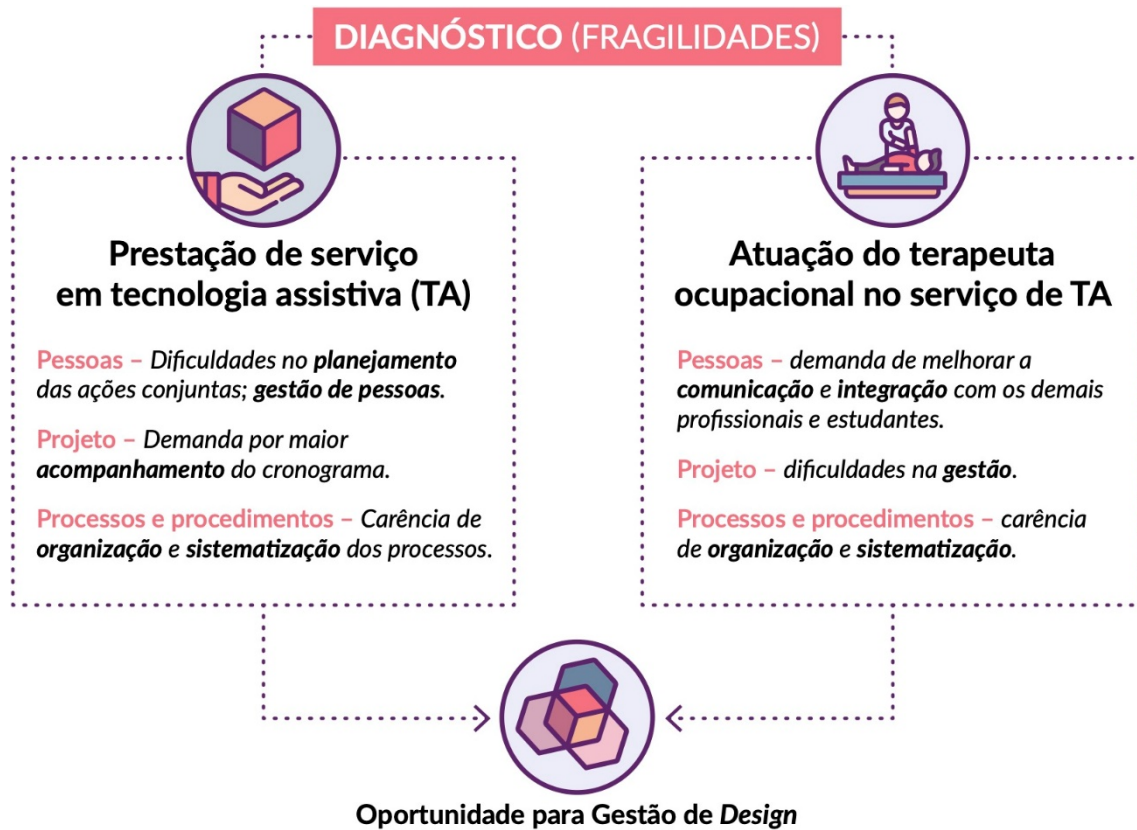 DIAGNÓSTICO (FRAGILIDADES)
Prestação de serviço
em tecnologia assistiva (TA)
Pessoas – Dificuldades no planejamento
das ações conjuntas; gestão de pessoas.
Projeto – Demanda por maior
acompanhamento do cronograma.
Processos e procedimentos – Carência de
organização e sistematização dos processos.
Atuação do terapeuta
ocupacional no serviço de TA
Pessoas – demanda de melhorar a
comunicação e integração com os demais
profissionais e estudantes.
Projeto – dificuldades na gestão.
Processos e procedimentos – carência
de organização e sistematização.
Oportunidade para Gestão de Design